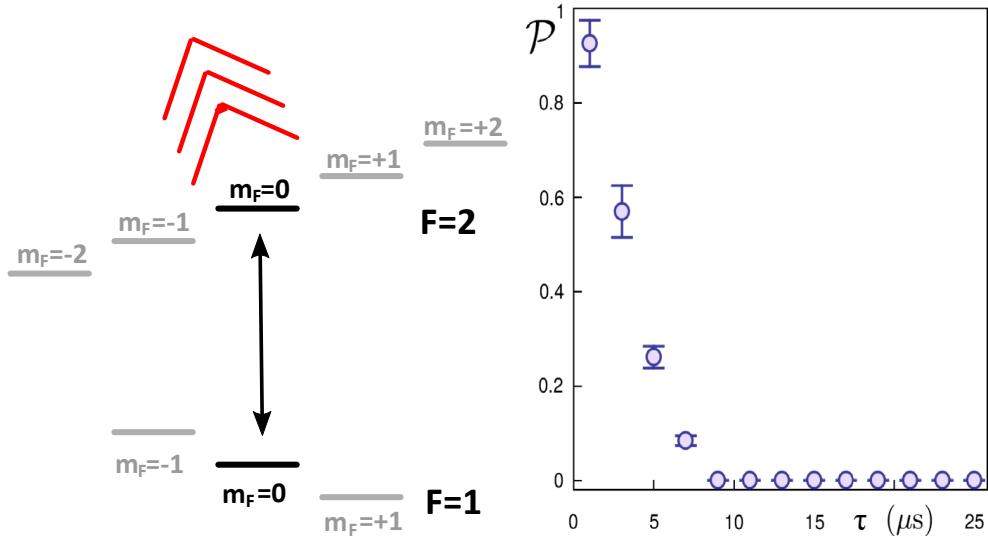 m_F=+2
m_F=+1
m_F=0
m_F=-1
m_F=-2
F=2
m_F=-1
m_F=0
m_F=+1
F=1
𝒫
1
0.8
0.6
0.4
0.2
0
0 5 10 15 τ (μs) 25